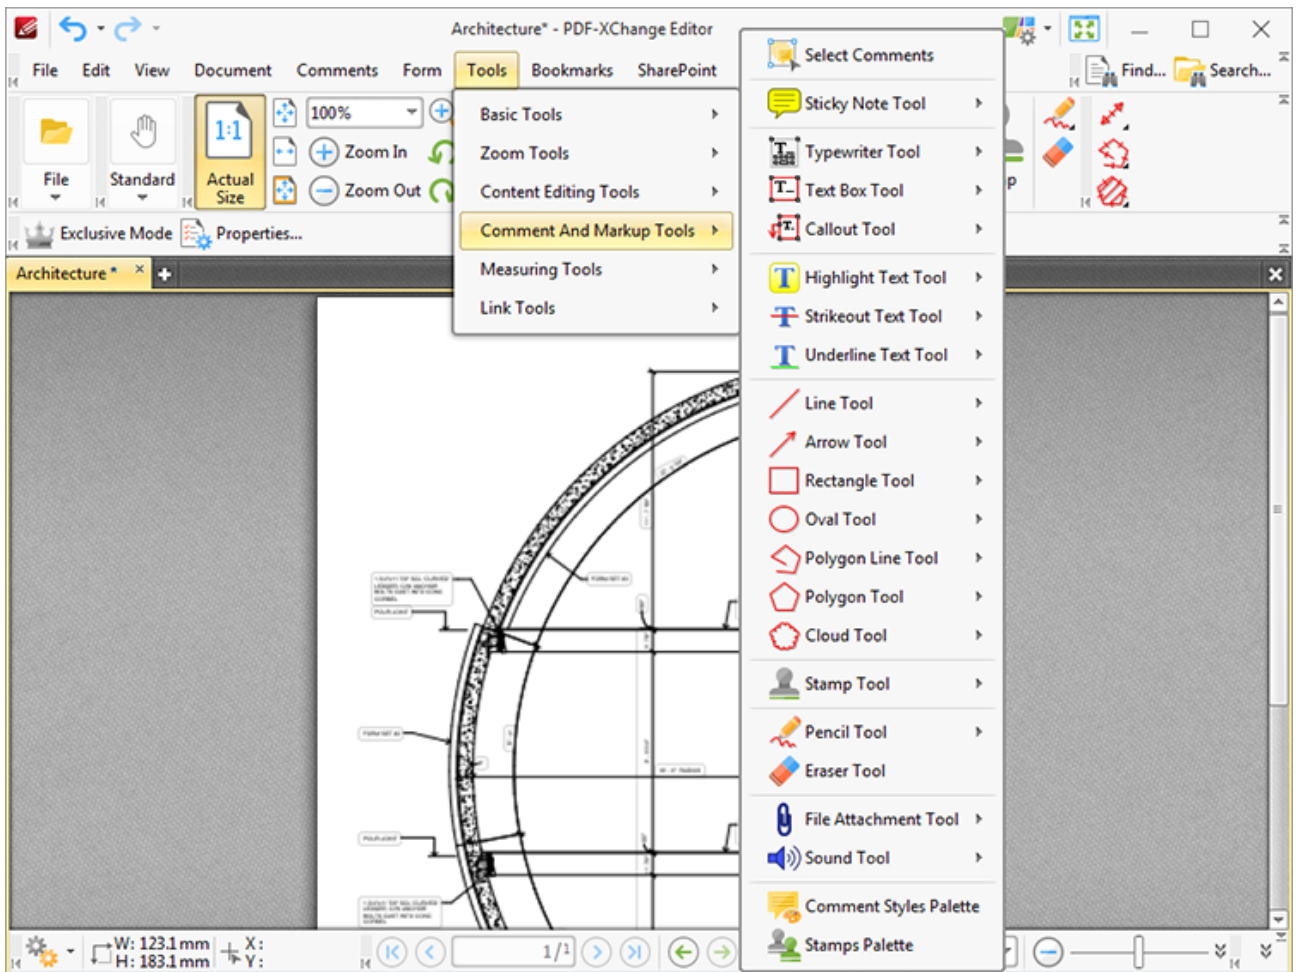 Architecture* - PDF-XChange Editor
File Edit View Document Comments Form Tools Bookmarks SharePoint
Find... Search...
File
Standard
1:1
Actual
Size
100%
Zoom In
Zoom Out
Exclusive Mode
Properties...
Architecture *
Basic Tools
Zoom Tools
Content Editing Tools
Comment And Markup Tools
Measuring Tools
Link Tools
Select Comments
Sticky Note Tool
Typewriter Tool
Text Box Tool
Callout Tool
Highlight Text Tool
Strikeout Text Tool
Underline Text Tool
Line Tool
Arrow Tool
Rectangle Tool
Oval Tool
Polygon Line Tool
Polygon Tool
Cloud Tool
Stamp Tool
Pencil Tool
Eraser Tool
File Attachment Tool
Sound Tool
Comment Styles Palette
Stamps Palette
W: 123.1 mm
H: 183.1 mm
X:
Y:
1/1